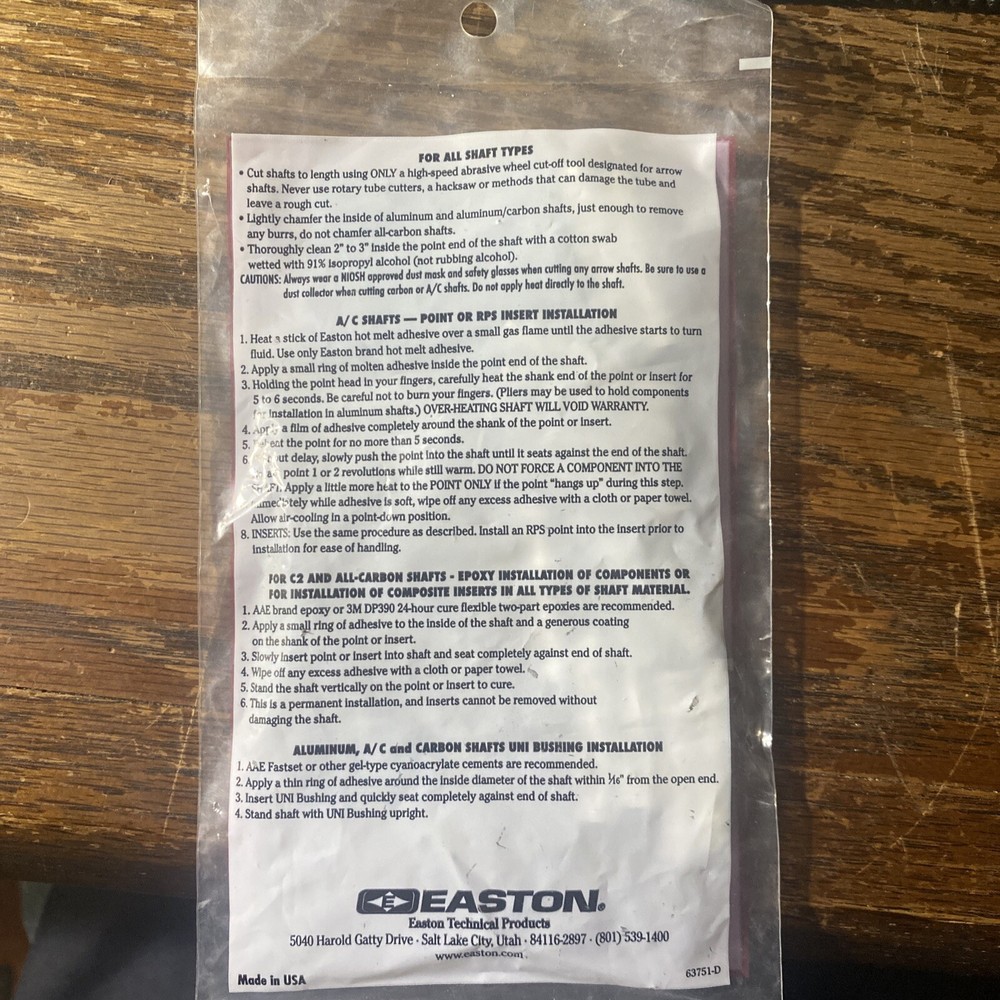 FOR ALL SHAFT TYPES
• Cut shafts to length using ONLY a high-speed abrasive wheel cut-off tool designated for arrow
shafts. Never use rotary tube cutters, a hacksaw or methods that can damage the tube and
leave a rough cut.
• Lightly chamfer the inside of aluminum and aluminum/carbon shafts, just enough to remove
any burrs, do not chamfer all-carbon shafts.
• Thoroughly clean 2" to 3" inside the point end of the shaft with a cotton swab
wetted with 91% isopropyl alcohol (not rubbing alcohol).
CAUTIONS: Always wear a NIOSH approved dust mask and safety glasses when cutting any arrow shafts. Be sure to use a
dust collector when cutting carbon or A/C shafts. Do not apply heat directly to the shaft.
A/C SHAFTS — POINT OR RPS INSERT INSTALLATION
1. Heat a stick of Easton hot melt adhesive over a small gas flame until the adhesive starts to turn
fluid. Use only Easton brand hot melt adhesive.
2. Apply a small ring of molten adhesive inside the point end of the shaft.
3. Holding the point head in your fingers, carefully heat the shank end of the point or insert for
5 to 6 seconds. Be careful not to burn your fingers. (Pliers may be used to hold components
for installation in aluminum shafts.) OVER-HEATING SHAFT WILL VOID WARRANTY.
4. Apply a film of adhesive completely around the shank of the point or insert.
5. the point for no more than 5 seconds.
6. delay, slowly push the point into the shaft until it seats against the end of the shaft.
point 1 or 2 revolutions while still warm. DO NOT FORCE A COMPONENT INTO THE
SHAFT. Apply a little more heat to the POINT ONLY if the point "hangs up" during this step.
Immediately while adhesive is soft, wipe off any excess adhesive with a cloth or paper towel.
Allow air-cooling in a point-down position.
8. INSERTS: Use the same procedure as described. Install an RPS point into the insert prior to
installation for ease of handling.
FOR C2 AND ALL-CARBON SHAFTS - EPOXY INSTALLATION OF COMPONENTS OR
FOR INSTALLATION OF COMPOSITE INSERTS IN ALL TYPES OF SHAFT MATERIAL.
1. AAE brand epoxy or 3M DP390 24-hour cure flexible two-part epoxies are recommended.
2. Apply a small ring of adhesive to the inside of the shaft and a generous coating
on the shank of the point or insert.
3. Slowly insert point or insert into shaft and seat completely against end of shaft.
4. Wipe off any excess adhesive with a cloth or paper towel.
5. Stand the shaft vertically on the point or insert to cure.
6. This is a permanent installation, and inserts cannot be removed without
damaging the shaft.
ALUMINUM, A/C and CARBON SHAFTS UNI BUSHING INSTALLATION
1. AAE Fastset or other gel-type cyanoacrylate cements are recommended.
2. Apply a thin ring of adhesive around the inside diameter of the shaft within 1/16" from the open end.
3. Insert UNI Bushing and quickly seat completely against end of shaft.
4. Stand shaft with UNI Bushing upright.
E EASTON®
Easton Technical Products
5040 Harold Gatty Drive · Salt Lake City, Utah · 84116-2897 · (801) 539-1400
www.easton.com
Made in USA
63751-D